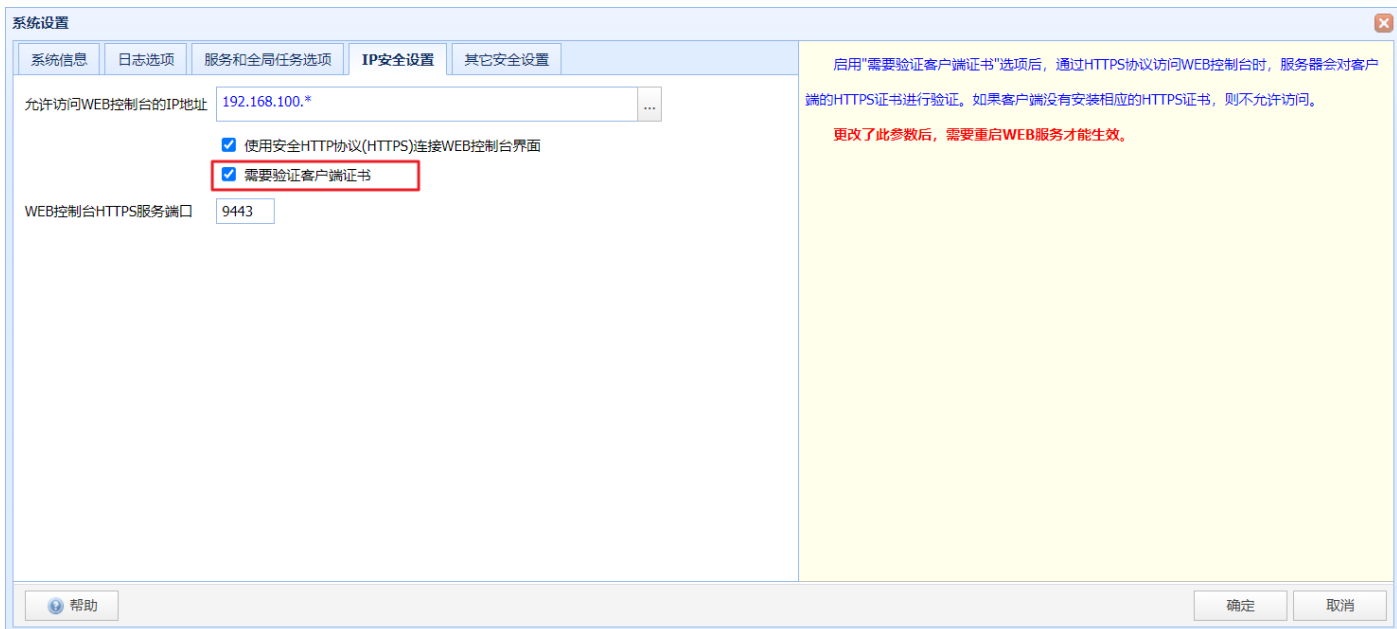 系统设置
系统信息 日志选项 服务和全局任务选项 IP安全设置 其它安全设置
允许访问WEB控制台的IP地址 192.168.100.* ...
使用安全HTTP协议(HTTPS)连接WEB控制台界面
需要验证客户端证书
WEB控制台HTTPS服务端口 9443
启用"需要验证客户端证书"选项后，通过HTTPS协议访问WEB控制台时，服务器会对客户
端的HTTPS证书进行验证。如果客户端没有安装相应的HTTPS证书，则不允许访问。
更改了此参数后，需要重启WEB服务才能生效。
帮助 确定 取消